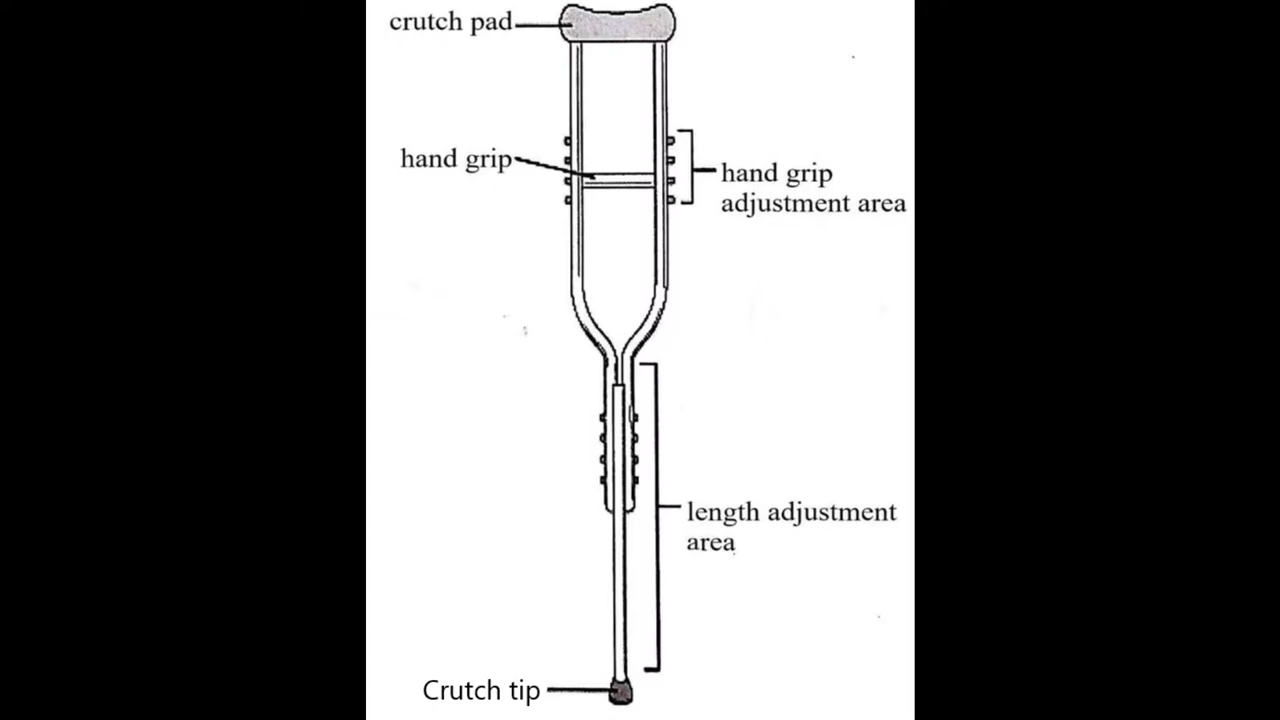 crutch pad
hand grip
hand grip
adjustment area
length adjustment
area
Crutch tip